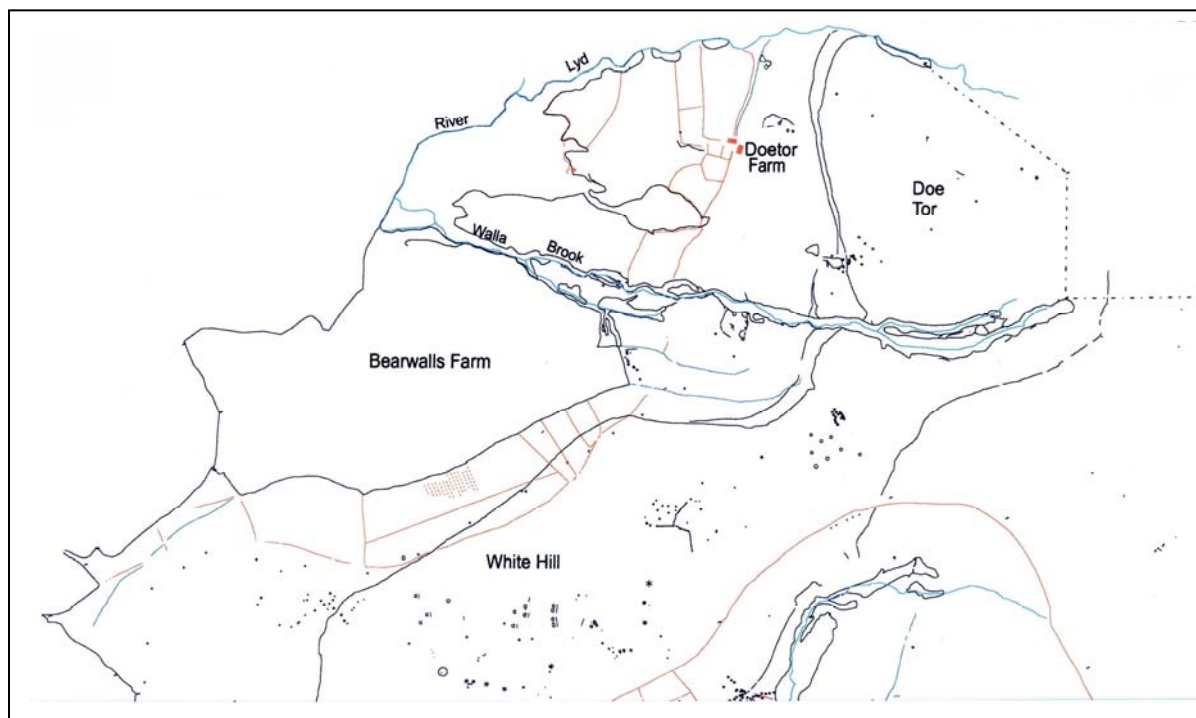 Lyd
River
Doetor
Farm
Doe
Tor
Walla
Brook
Bearwalls Farm
White Hill